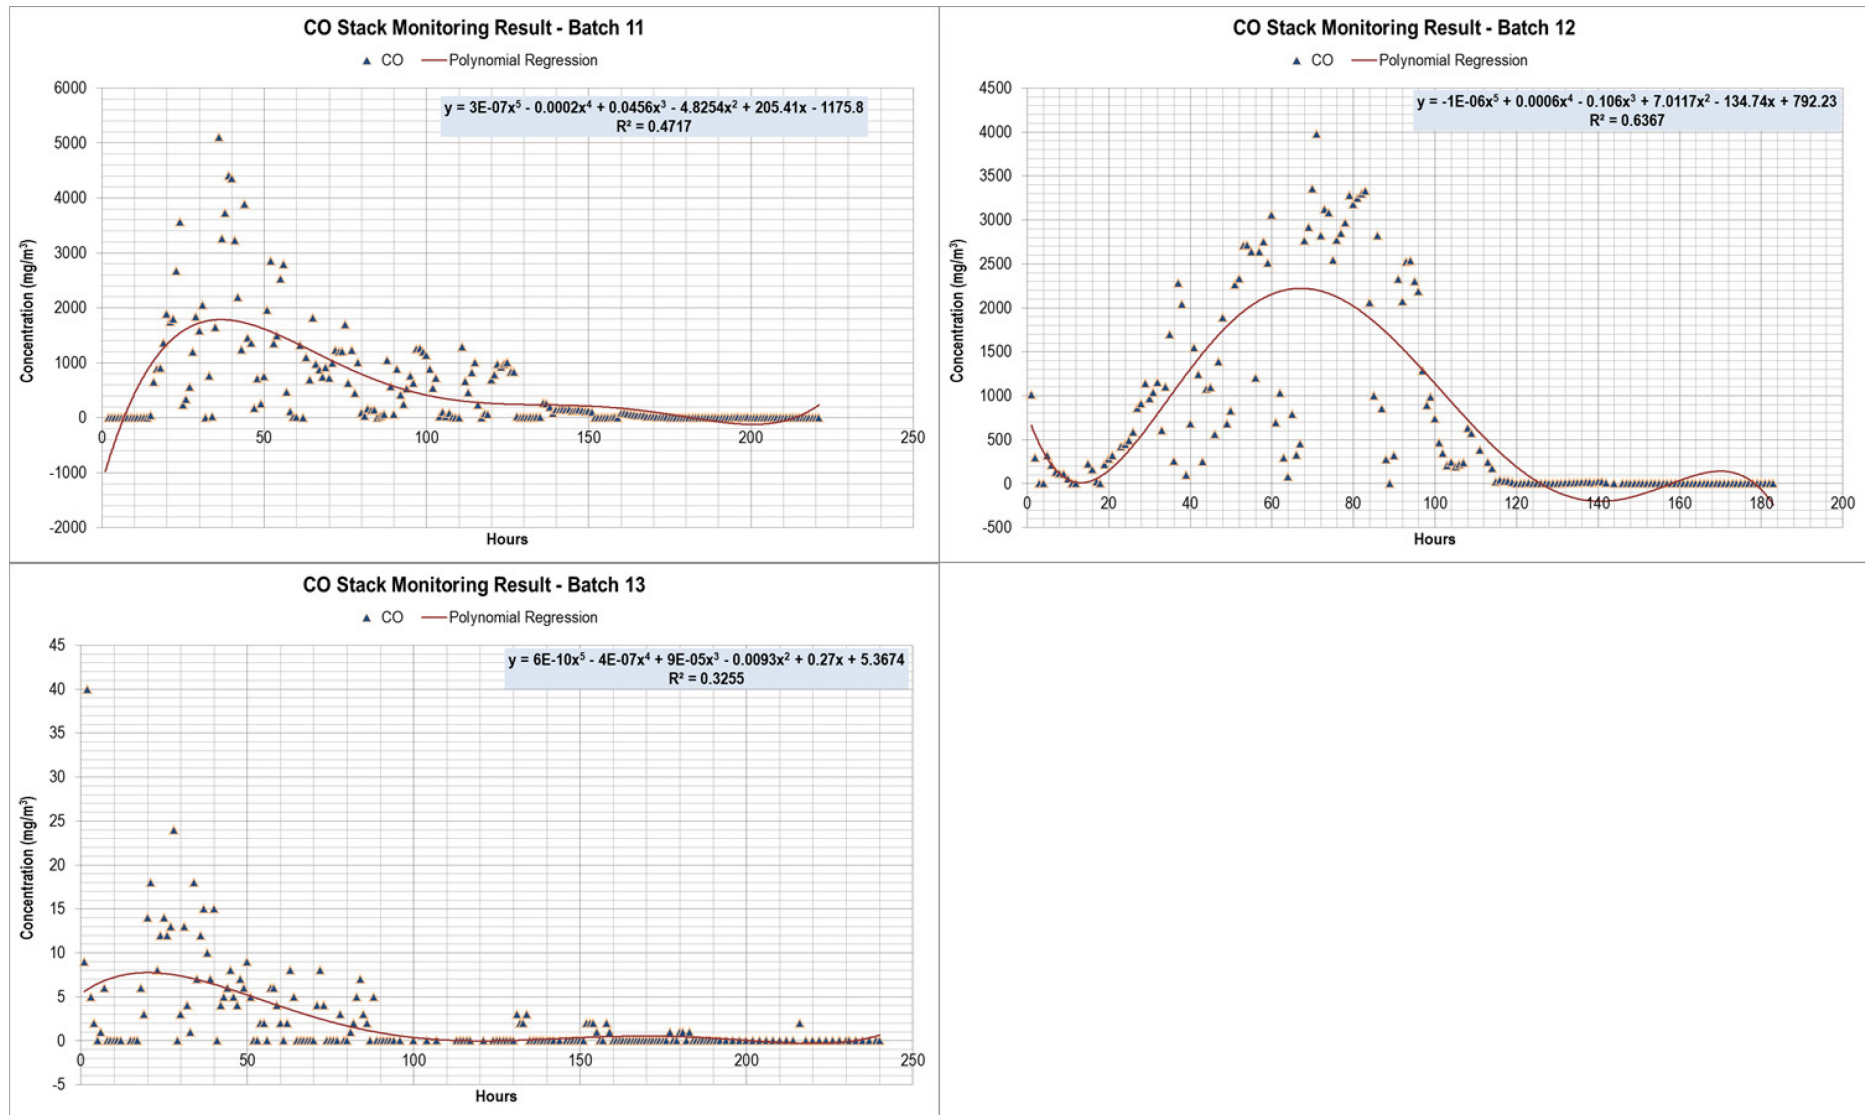 CO Stack Monitoring Result - Batch 11
CO Polynomial Regression
y = 3E-07x⁵ - 0.0002x⁴ + 0.0456x³ - 4.8254x² + 205.41x - 1175.8
R² = 0.4717
Concentration (mg/m³)
6000
5000
4000
3000
2000
1000
0
-1000
-2000
0 50 100 150 200 250
Hours
CO Stack Monitoring Result - Batch 12
CO Polynomial Regression
y = -1E-06x⁵ + 0.0006x⁴ - 0.106x³ + 7.0117x² - 134.74x + 792.23
R² = 0.6367
Concentration (mg/m³)
4500
4000
3500
3000
2500
2000
1500
1000
500
0
-500
0 20 40 60 80 100 120 140 160 180 200
Hours
CO Stack Monitoring Result - Batch 13
CO Polynomial Regression
y = 6E-10x⁵ - 4E-07x⁴ + 9E-05x³ - 0.0093x² + 0.27x + 5.3674
R² = 0.3255
Concentration (mg/m³)
45
40
35
30
25
20
15
10
5
0
-5
0 50 100 150 200 250
Hours